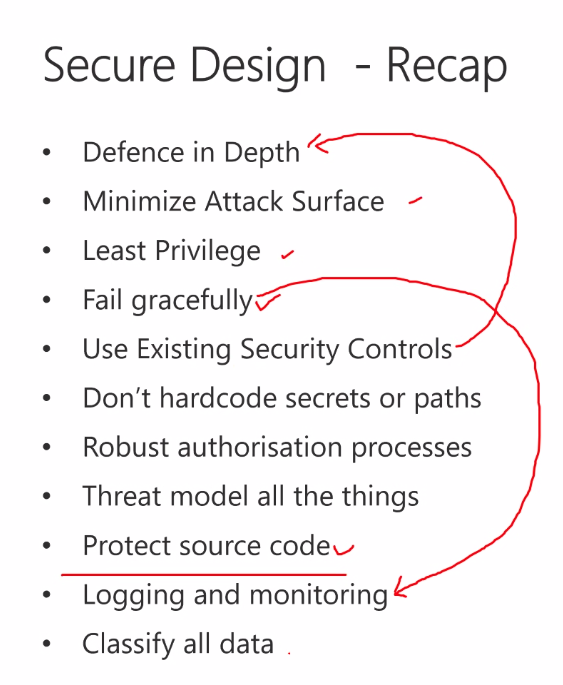 Secure Design - Recap
• Defence in Depth
• Minimize Attack Surface
• Least Privilege
• Fail gracefully
• Use Existing Security Controls
• Don't hardcode secrets or paths
• Robust authorisation processes
• Threat model all the things
• Protect source code
• Logging and monitoring
• Classify all data